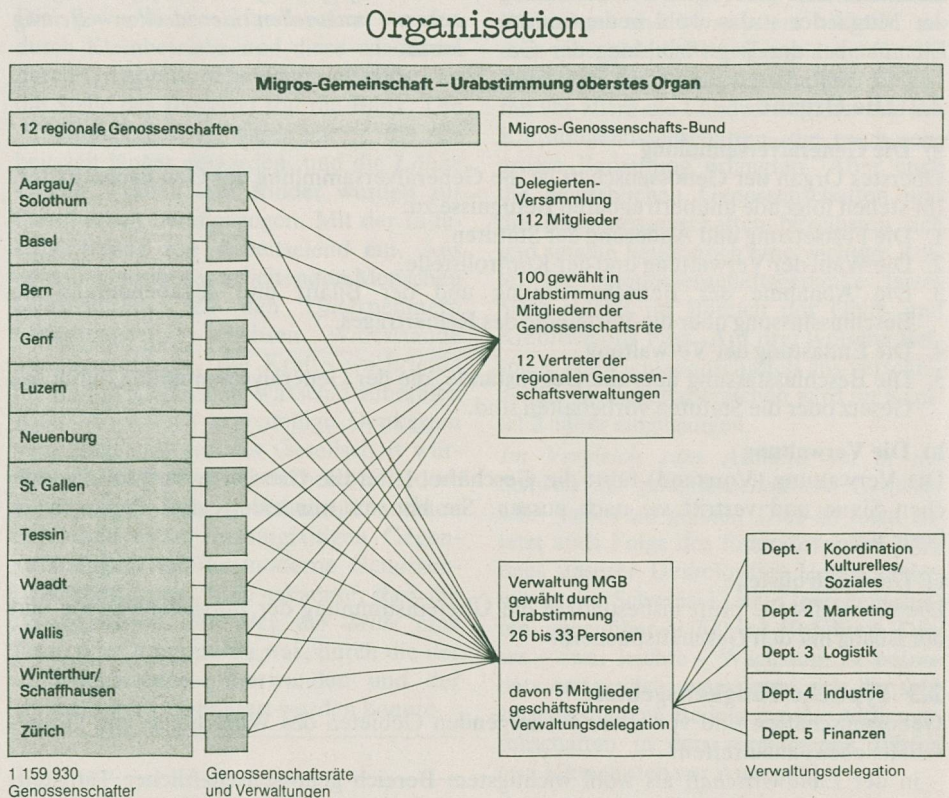 Organisation
Migros-Gemeinschaft – Urabstimmung oberstes Organ
12 regionale Genossenschaften
Migros-Genossenschafts-Bund
Aargau/
Solothurn
Basel
Bern
Genf
Luzern
Neuenburg
St. Gallen
Tessin
Waadt
Wallis
Winterthur/
Schaffhausen
Zürich
1 159 930
Genossenschafter
Genossenschaftsräte
und Verwaltungen
Delegierten-
Versammlung
112 Mitglieder
100 gewählt in
Urabstimmung aus
Mitgliedern der
Genossenschaftsräte
12 Vertreter der
regionalen Genossen-
schaftsverwaltungen
Verwaltung MGB
gewählt durch
Urabstimmung
26 bis 33 Personen
davon 5 Mitglieder
geschäftsführende
Verwaltungsdelegation
Dept. 1 Koordination
Kulturelles/
Soziales
Dept. 2 Marketing
Dept. 3 Logistik
Dept. 4 Industrie
Dept. 5 Finanzen
Verwaltungsdelegation